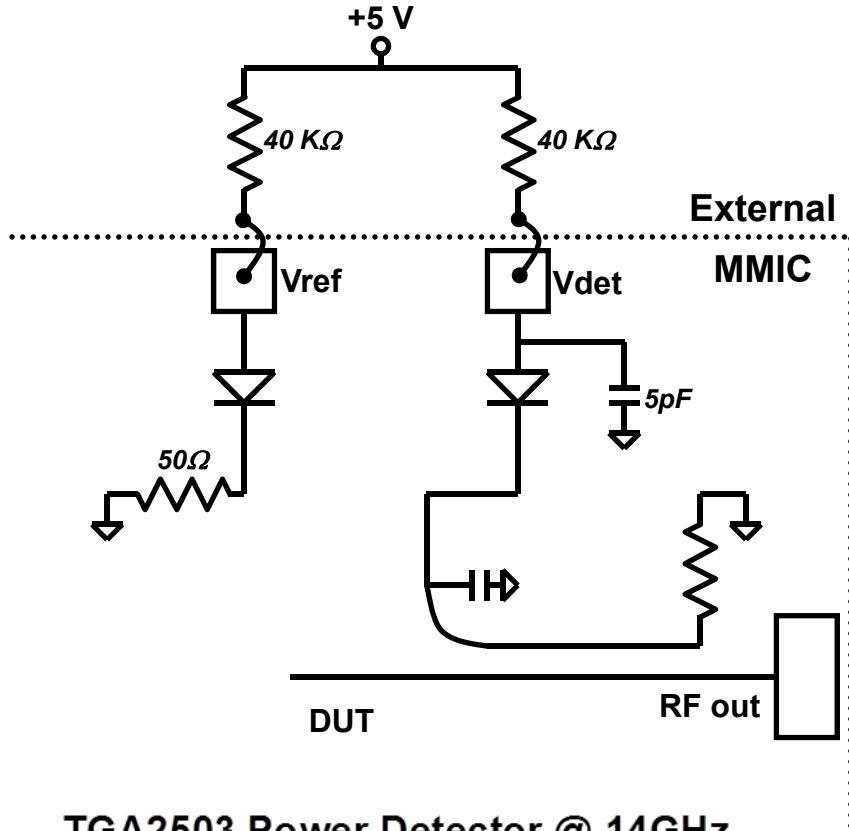 +5 V
40 KΩ
40 KΩ
External
MMIC
Vref
Vdet
5pF
50Ω
RF out
DUT
TGA2503 Power Detector @ 14GHz